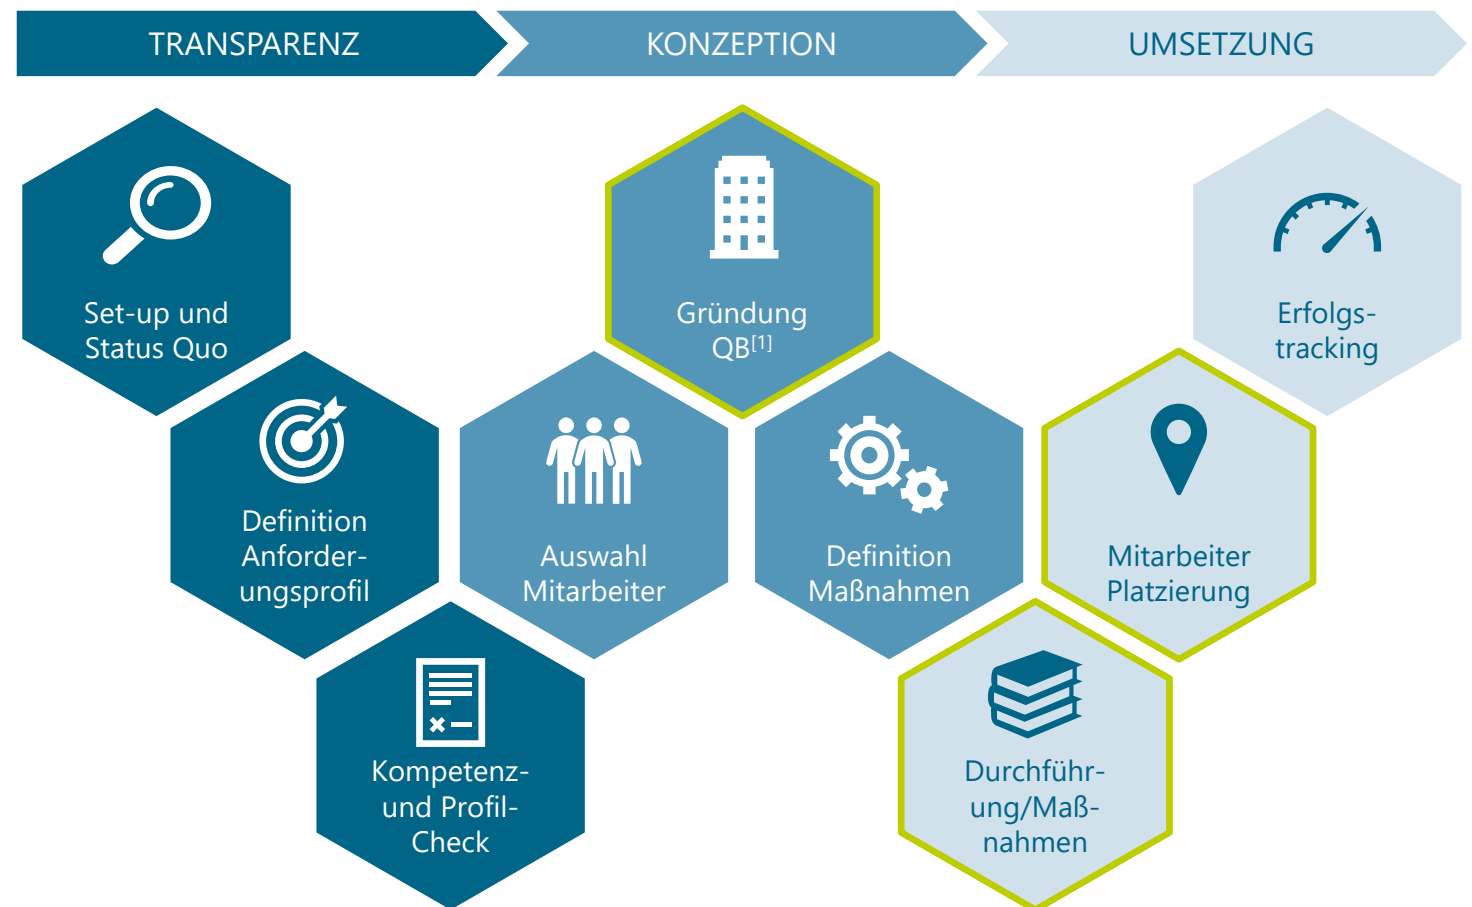 TRANSPARENZ
KONZEPTION
UMSETZUNG
Set-up und
Status Quo
Definition
Anforder-
ungsprofil
Kompetenz-
und Profil-
Check
Auswahl
Mitarbeiter
Gründung
QB[1]
Definition
Maßnahmen
Durchführ-
ung/Maß-
nahmen
Mitarbeiter
Platzierung
Erfolgs-
tracking